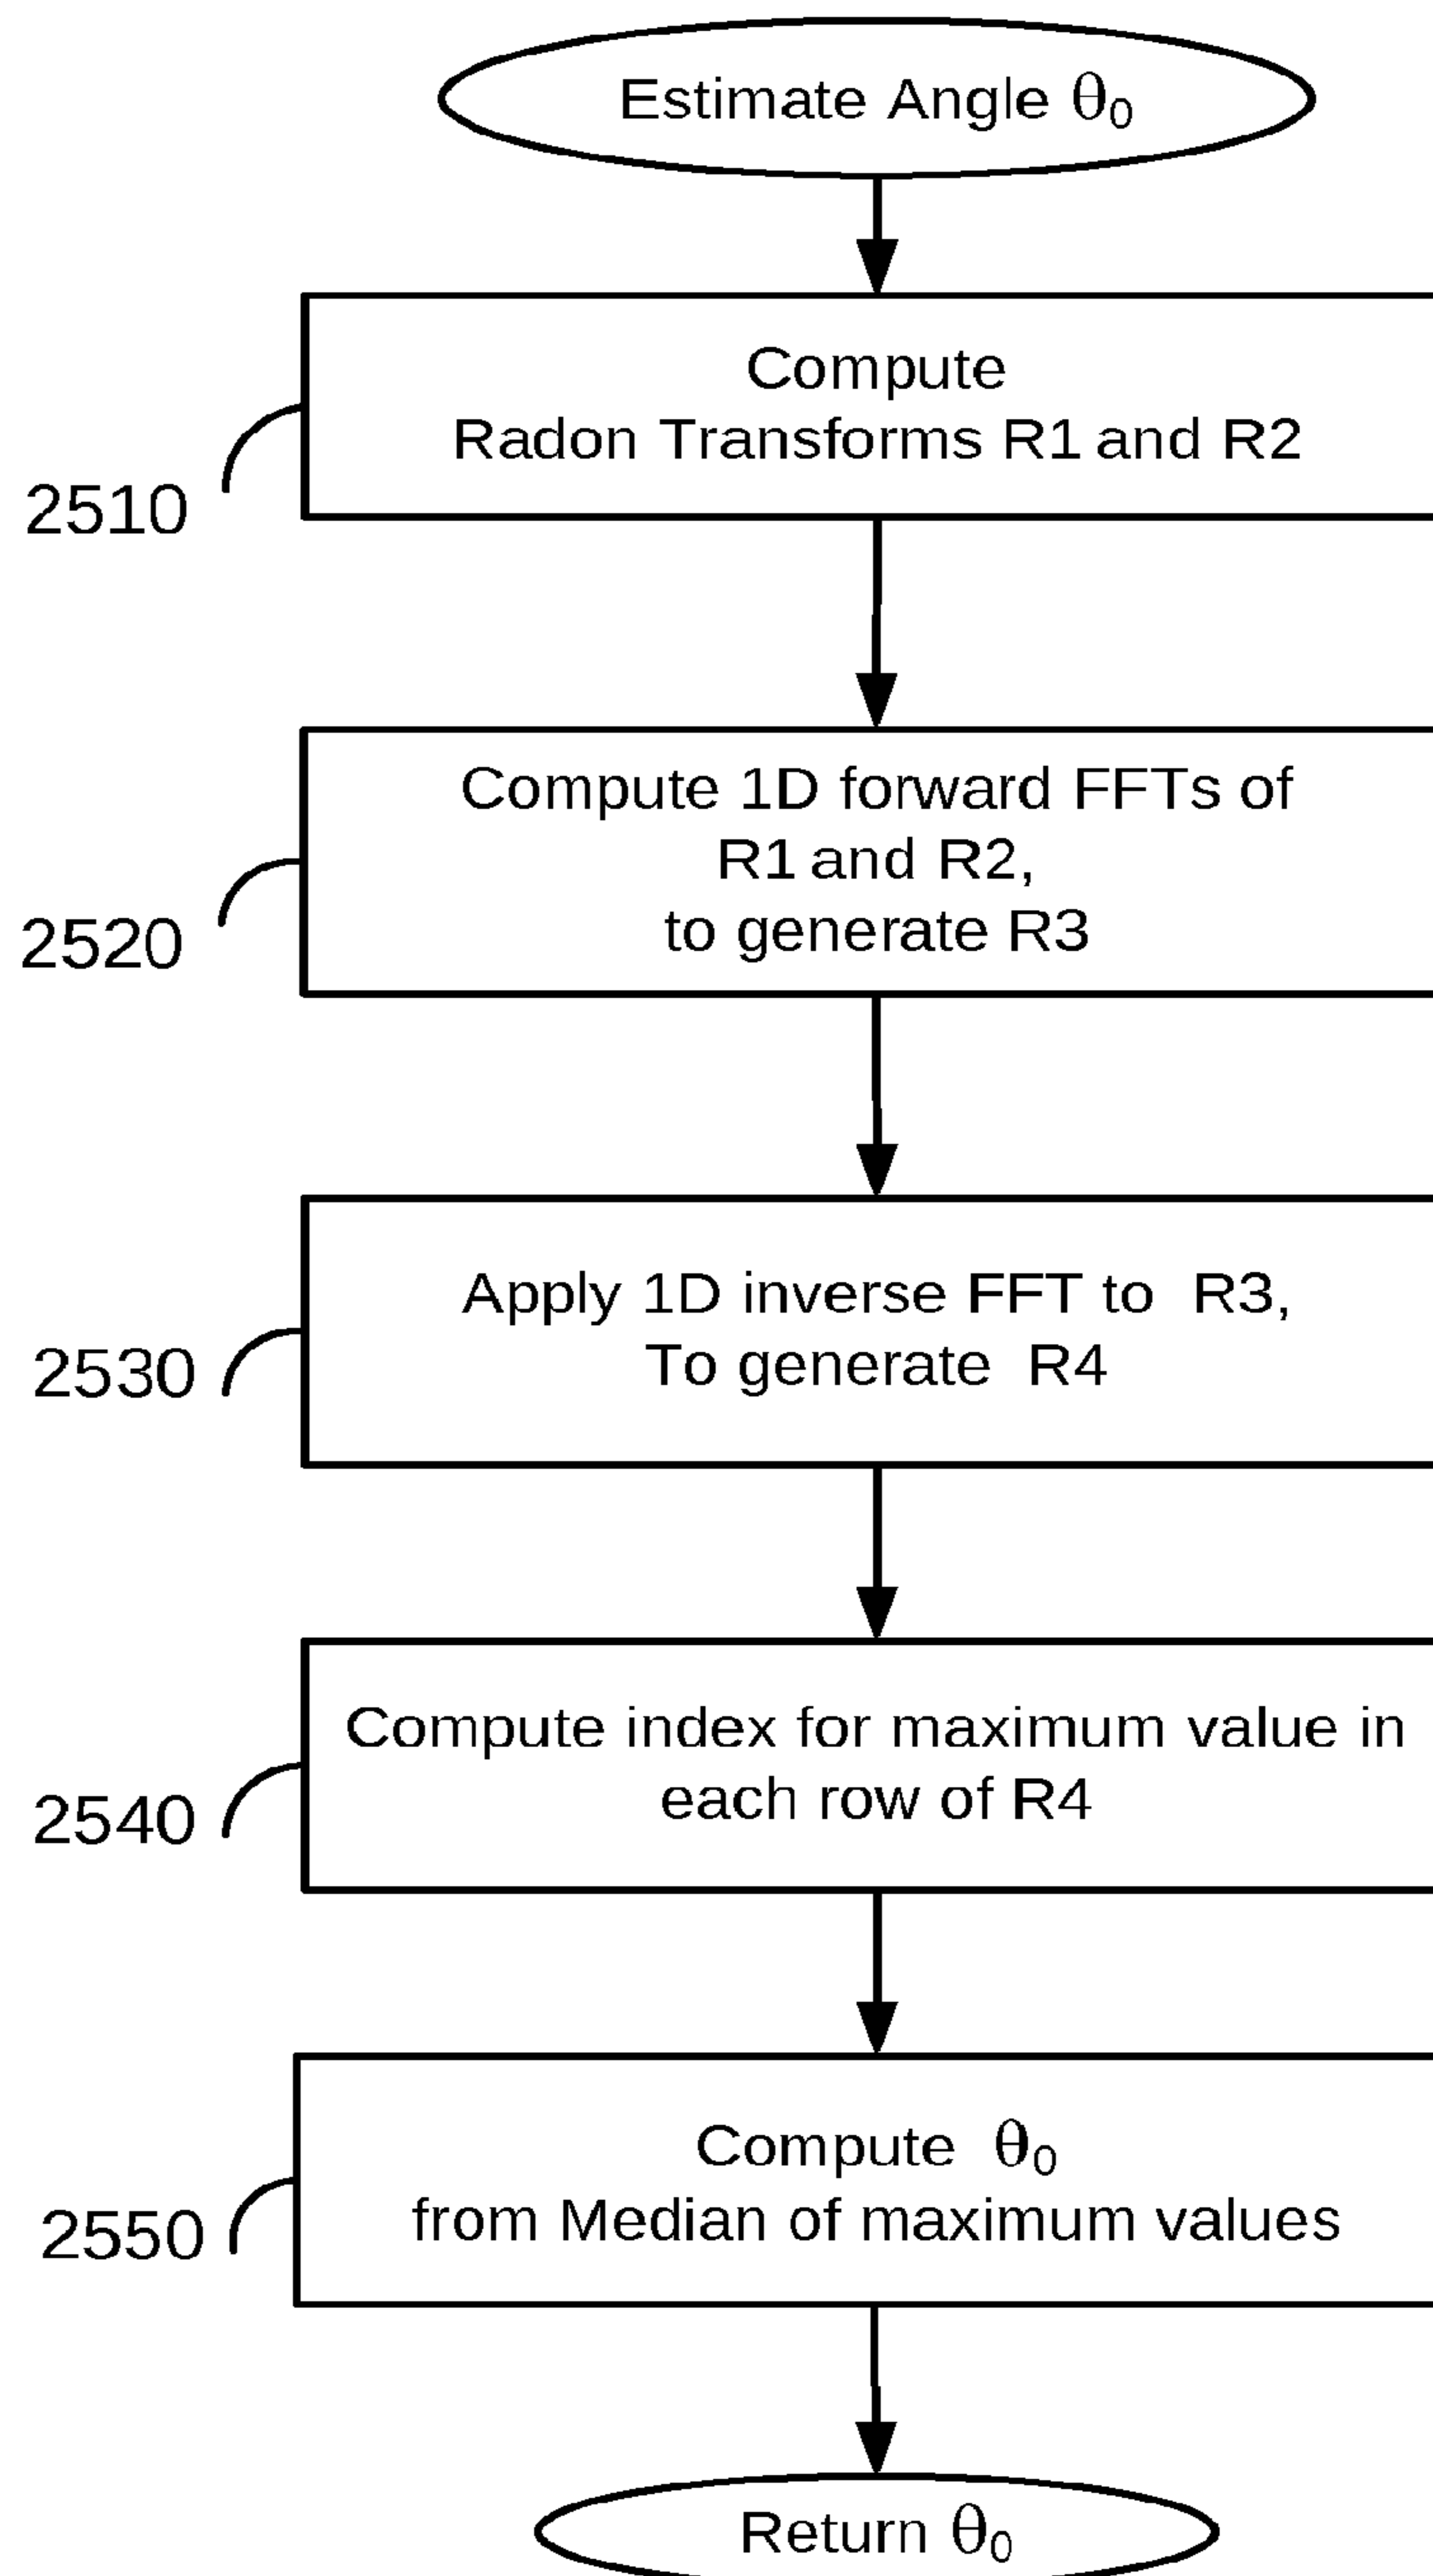 Estimate Angle θ₀
Compute
Radon Transforms R1 and R2
2510
Compute 1D forward FFTs of
R1 and R2,
to generate R3
2520
Apply 1D inverse FFT to R3,
To generate R4
2530
Compute index for maximum value in
each row of R4
2540
Compute θ₀
from Median of maximum values
2550
Return θ₀